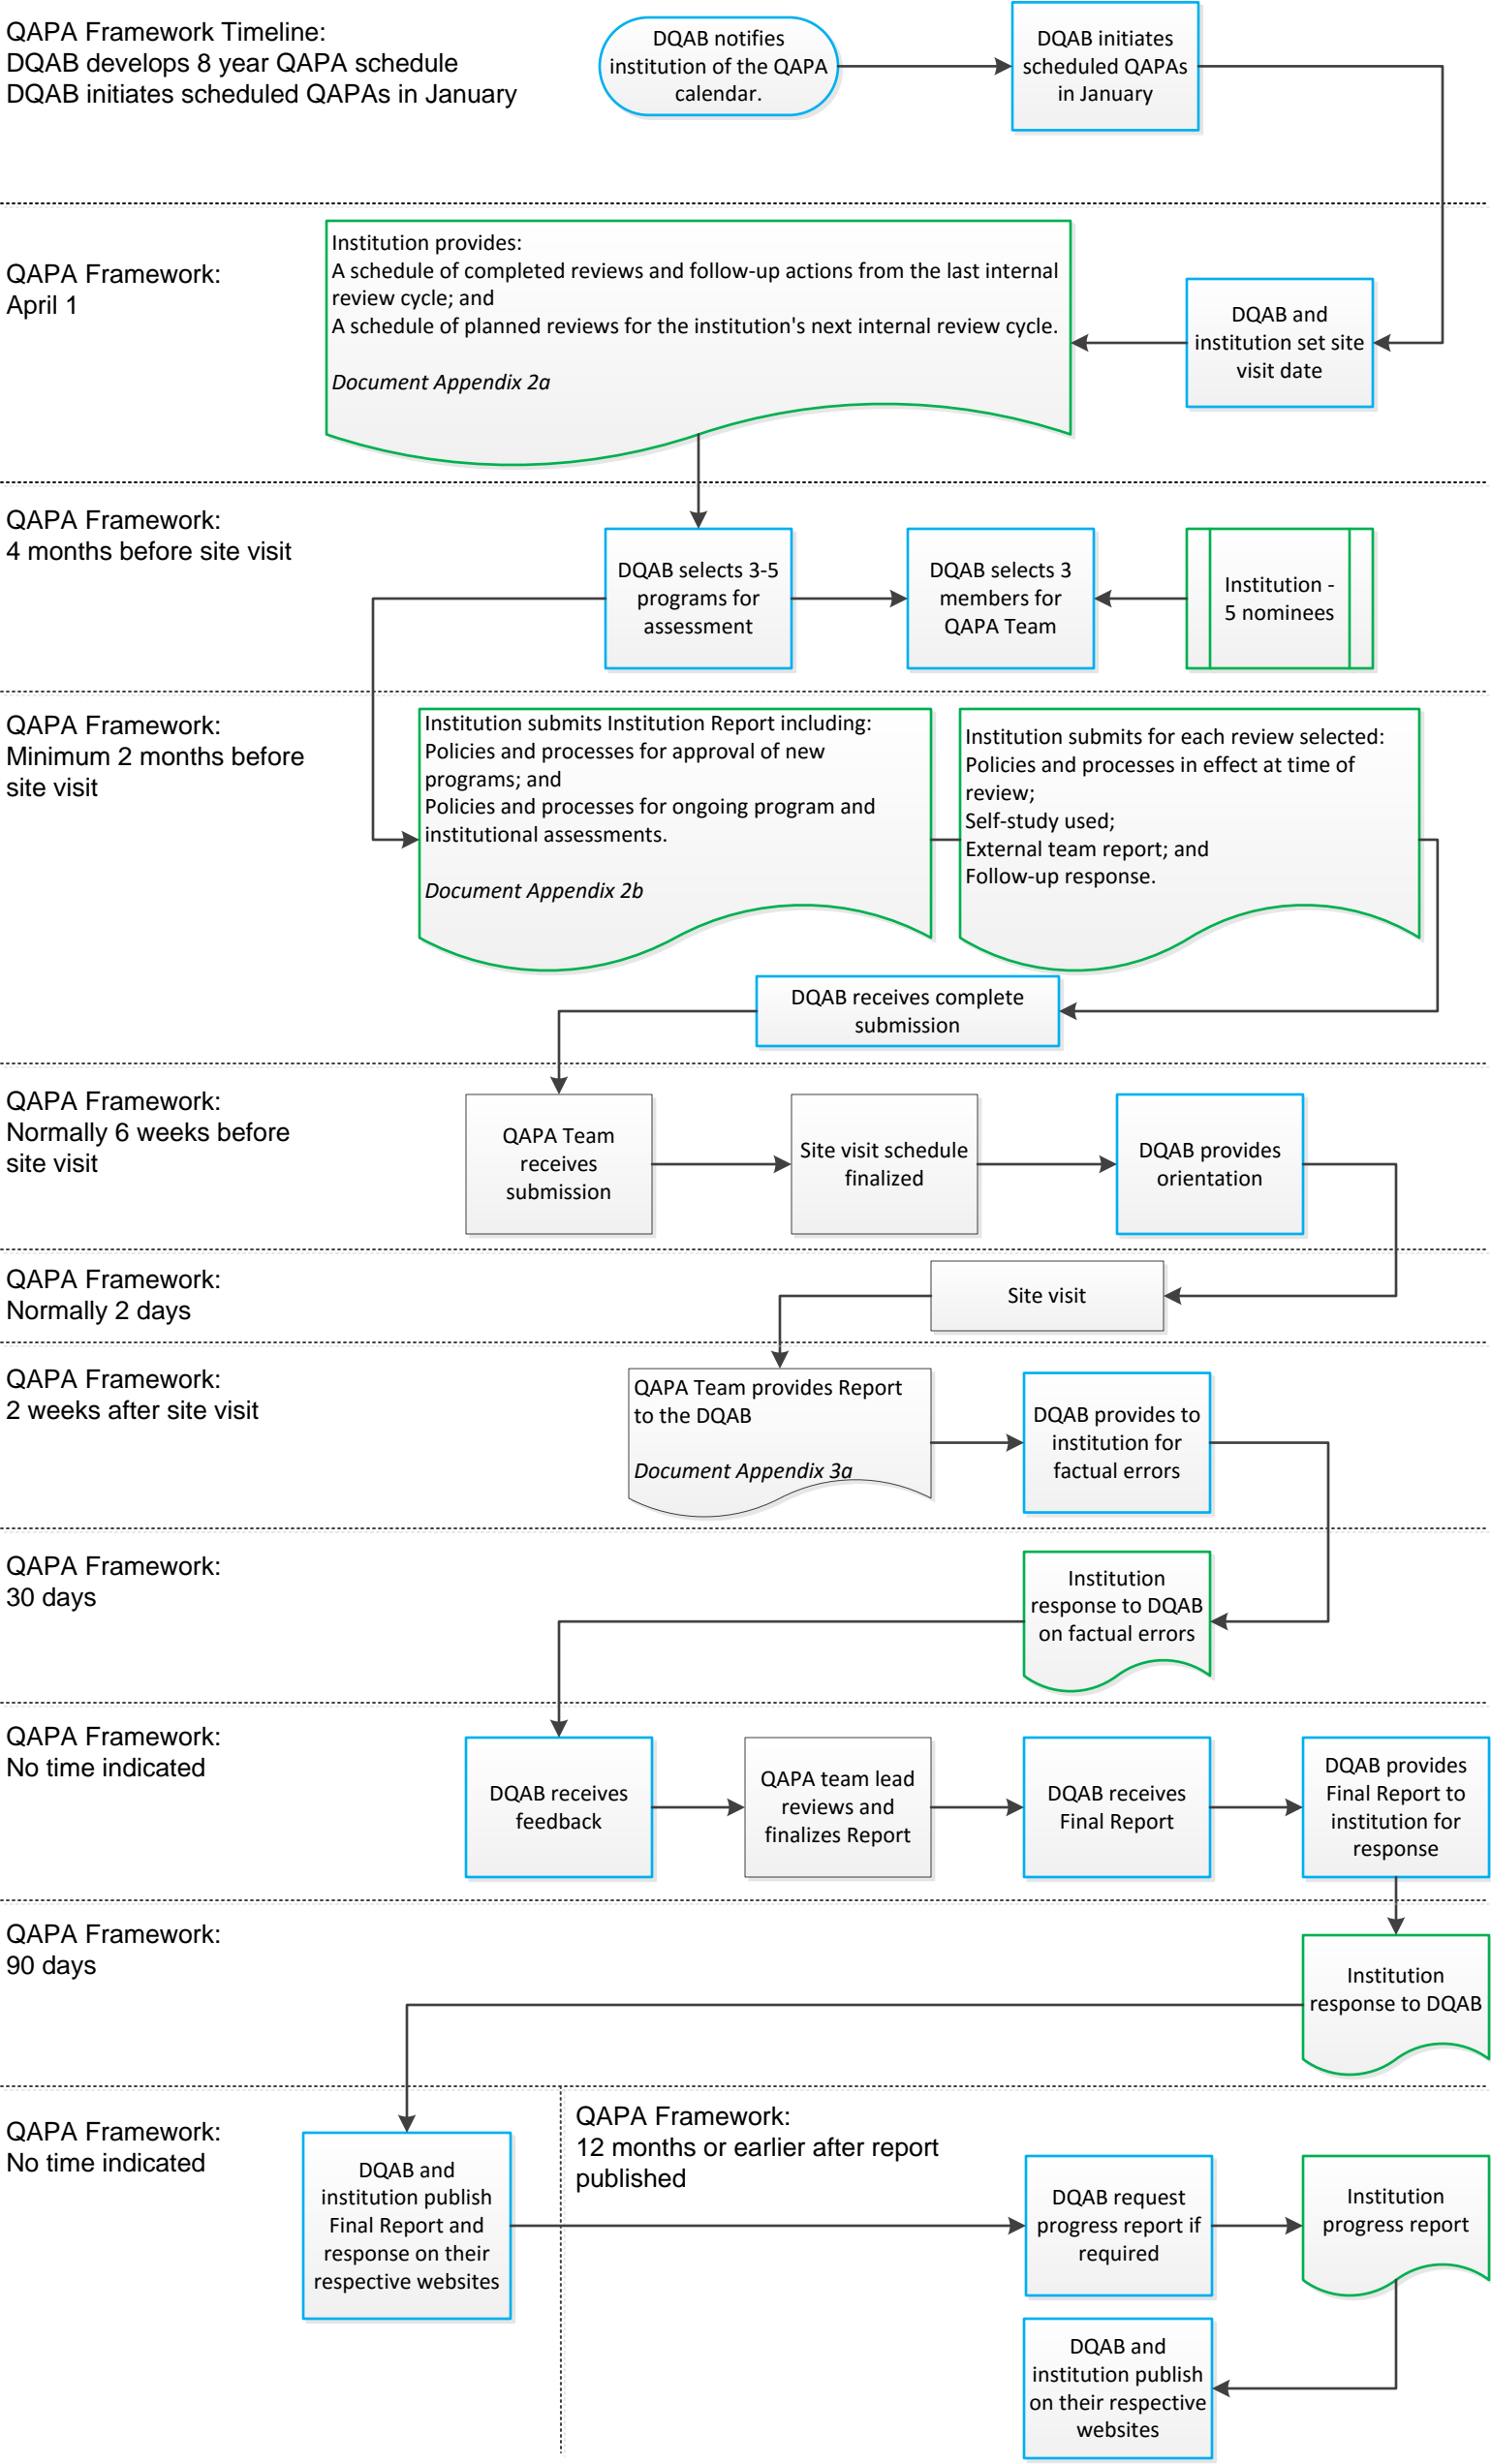 QAPA Framework Timeline:
DQAB develops 8 year QAPA schedule
DQAB initiates scheduled QAPAs in January
DQAB notifies
institution of the QAPA
calendar.
DQAB initiates
scheduled QAPAs
in January
QAPA Framework:
April 1
Institution provides:
A schedule of completed reviews and follow-up actions from the last internal
review cycle; and
A schedule of planned reviews for the institution's next internal review cycle.
Document Appendix 2a
DQAB and
institution set site
visit date
QAPA Framework:
4 months before site visit
DQAB selects 3-5
programs for
assessment
DQAB selects 3
members for
QAPA Team
Institution -
5 nominees
QAPA Framework:
Minimum 2 months before
site visit
Institution submits Institution Report including:
Policies and processes for approval of new
programs; and
Policies and processes for ongoing program and
institutional assessments.
Document Appendix 2b
Institution submits for each review selected:
Policies and processes in effect at time of
review;
Self-study used;
External team report; and
Follow-up response.
DQAB receives complete
submission
QAPA Framework:
Normally 6 weeks before
site visit
QAPA Team
receives
submission
Site visit schedule
finalized
DQAB provides
orientation
QAPA Framework:
Normally 2 days
Site visit
QAPA Framework:
2 weeks after site visit
QAPA Team provides Report
to the DQAB
Document Appendix 3a
DQAB provides to
institution for
factual errors
QAPA Framework:
30 days
Institution
response to DQAB
on factual errors
QAPA Framework:
No time indicated
DQAB receives
feedback
QAPA team lead
reviews and
finalizes Report
DQAB receives
Final Report
DQAB provides
Final Report to
institution for
response
QAPA Framework:
90 days
Institution
response to DQAB
QAPA Framework:
No time indicated
DQAB and
institution publish
Final Report and
response on their
respective websites
QAPA Framework:
12 months or earlier after report
published
DQAB request
progress report if
required
Institution
progress report
DQAB and
institution publish
on their respective
websites